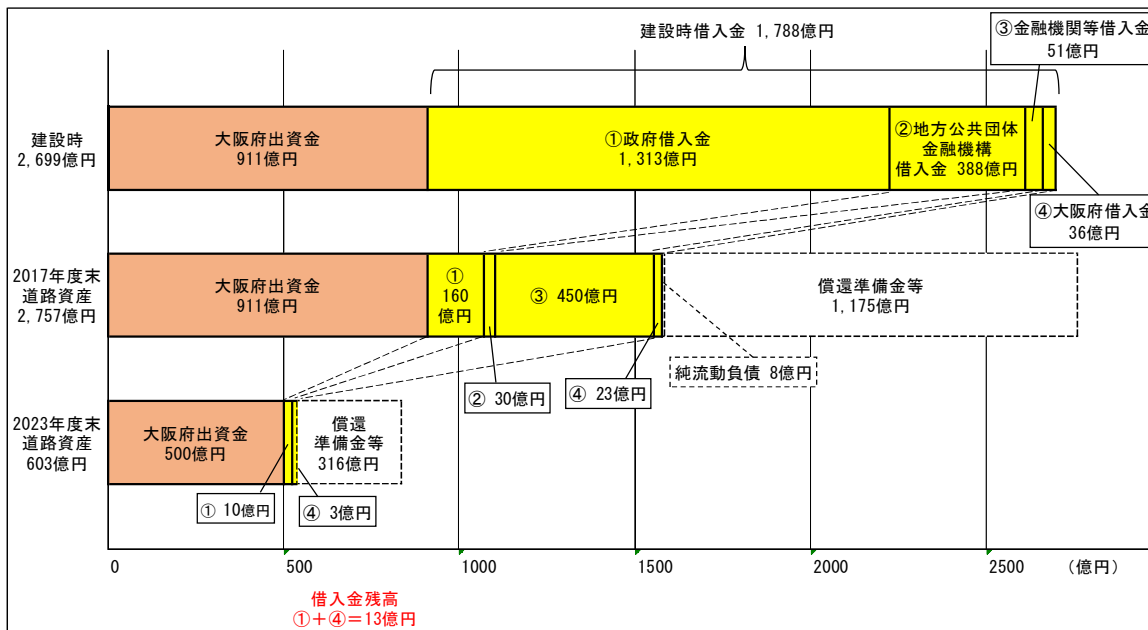 建設時借入金 1,788億円
③金融機関等借入金
51億円
建設時
2,699億円
大阪府出資金
911億円
①政府借入金
1,313億円
②地方公共団体
金融機構
借入金 388億円
④大阪府借入金
36億円
2017年度末
道路資産
2,757億円
大阪府出資金
911億円
①
160
億円
③ 450億円
償還準備金等
1,175億円
② 30億円
④ 23億円
純流動負債 8億円
2023年度末
道路資産
603億円
大阪府出資金
500億円
償還
準備金等
316億円
① 10億円
④ 3億円
0
500
1000
1500
2000
2500
(億円)
借入金残高
①+④=13億円